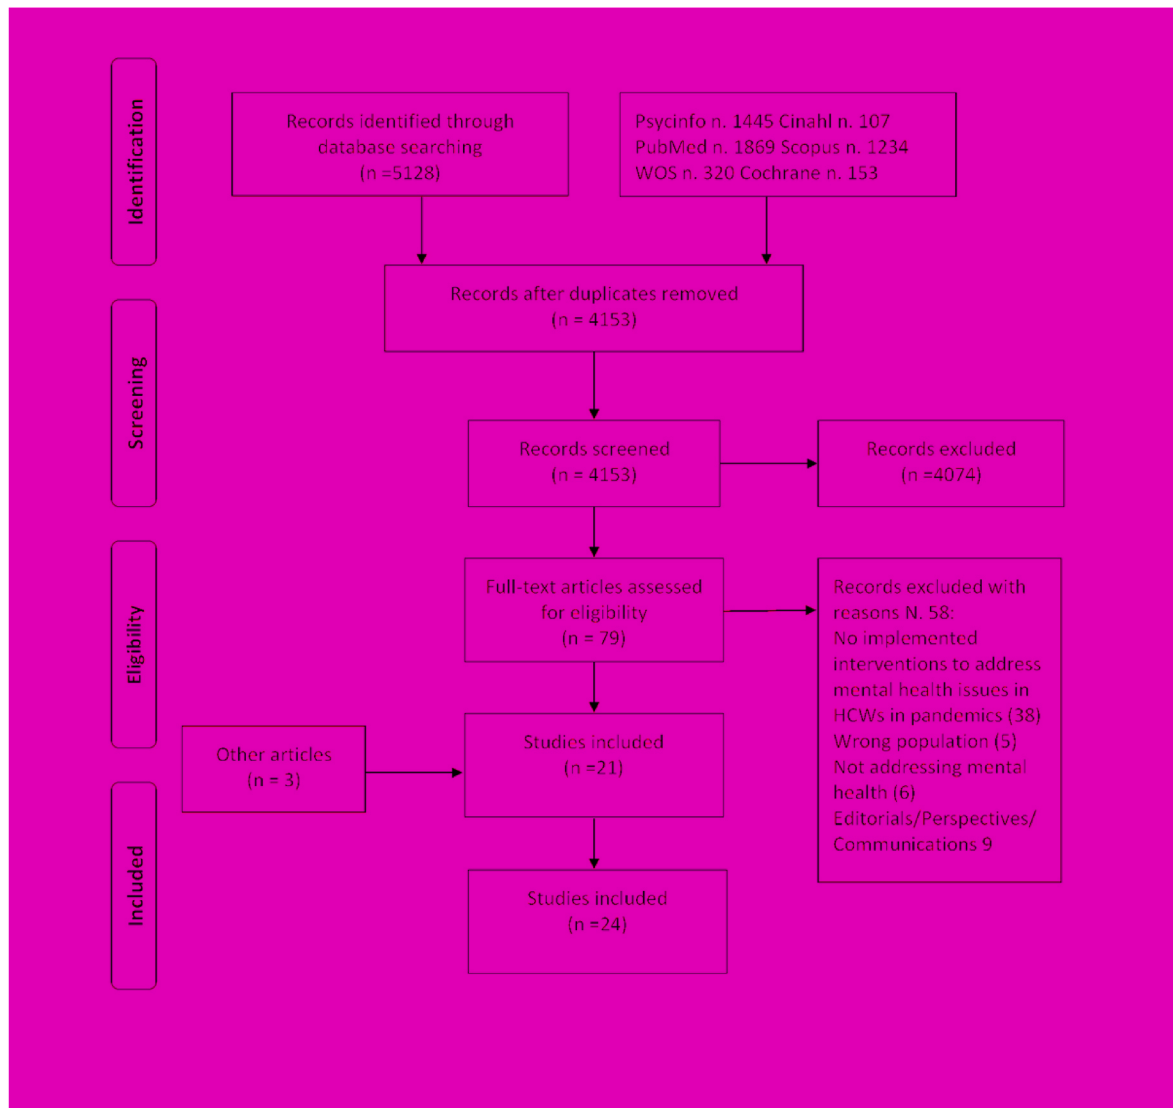 Identification
Records identified through
database searching
(n =5128)
Psycinfo n. 1445 Cinahl n. 107
PubMed n. 1869 Scopus n. 1234
WOS n. 320 Cochrane n. 153
Records after duplicates removed
(n = 4153)
Screening
Records screened
(n = 4153)
Records excluded
(n =4074)
Eligibility
Full-text articles assessed
for eligibility
(n = 79)
Records excluded with
reasons N. 58:
No implemented
interventions to address
mental health issues in
HCWs in pandemics (38)
Wrong population (5)
Not addressing mental
health (6)
Editorials/Perspectives/
Communications 9
Other articles
(n = 3)
Studies included
(n =21)
Included
Studies included
(n =24)